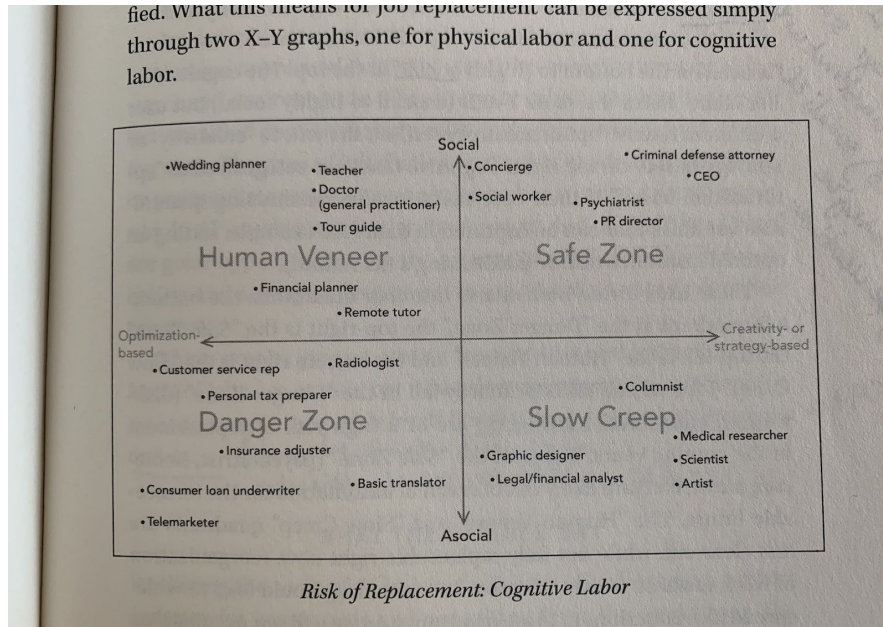 fied. What this means for job replacement can be expressed simply
through two X–Y graphs, one for physical labor and one for cognitive
labor.
Social
•Wedding planner
•Teacher
•Doctor
(general practitioner)
•Tour guide
Human Veneer
•Financial planner
•Remote tutor
•Concierge
•Social worker
•Criminal defense attorney
•CEO
•Psychiatrist
•PR director
Safe Zone
Optimization-
based
Creativity- or
strategy-based
•Customer service rep
•Radiologist
•Personal tax preparer
Danger Zone
•Insurance adjuster
•Consumer loan underwriter
•Basic translator
•Telemarketer
•Columnist
Slow Creep
•Medical researcher
•Graphic designer
•Scientist
•Legal/financial analyst
•Artist
Asocial
Risk of Replacement: Cognitive Labor